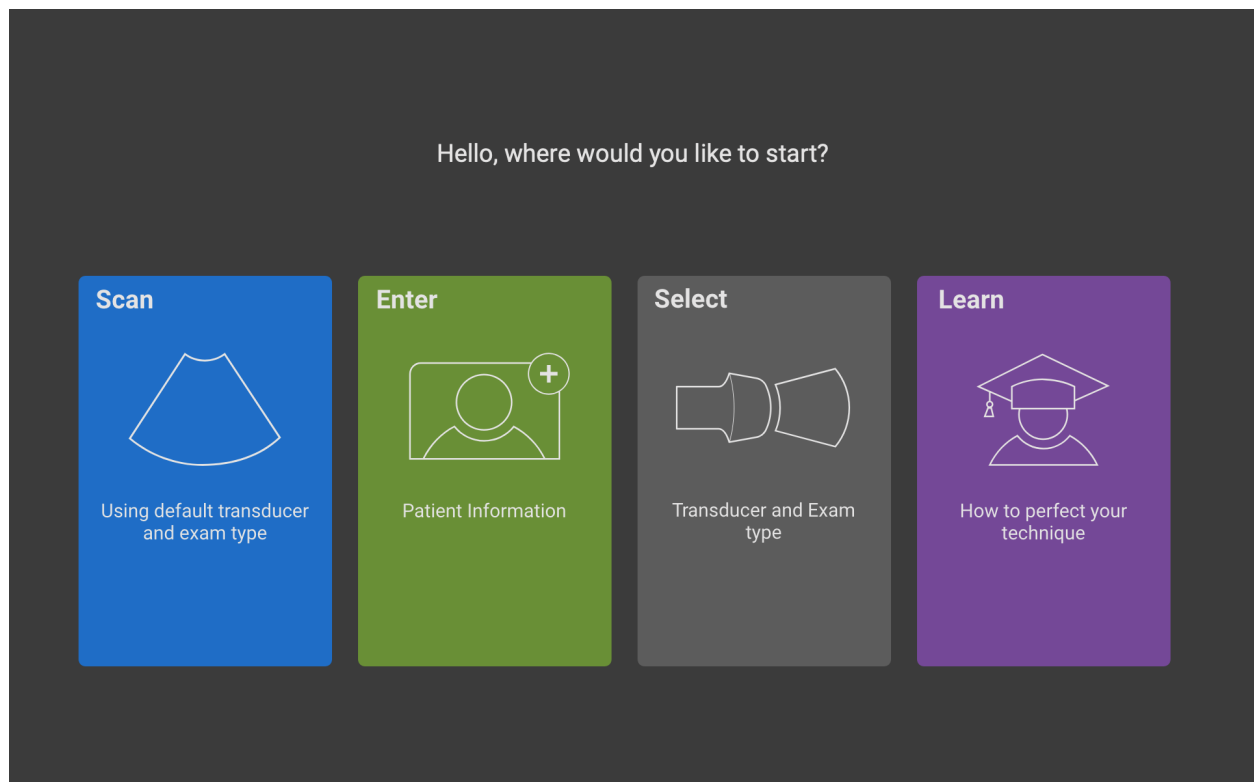 Hello, where would you like to start?
Scan
Using default transducer
and exam type
Enter
Patient Information
Select
Transducer and Exam
type
Learn
How to perfect your
technique